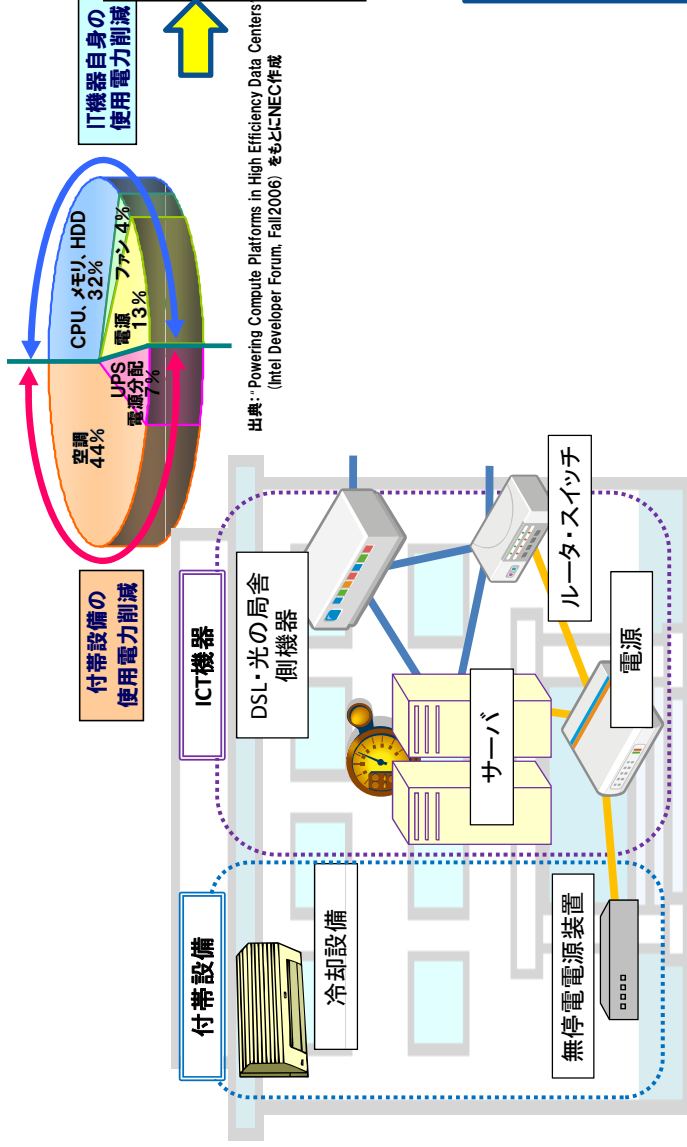 付帯設備の
使用電力削減
空調
44%
CPU、メモリ、HDD
32%
ファン 4%
電源
13%
UPS
電源分配
7%
IT機器自身の
使用電力削減
出典：“Powering Compute Platforms in High Efficiency Data Centers”
(Intel Developer Forum, Fall2006) をもとにNEC作成
付帯設備
ICT機器
冷却設備
DSL・光の局舎
側機器
サーバ
ルータ・スイッチ
無停電電源装置
電源